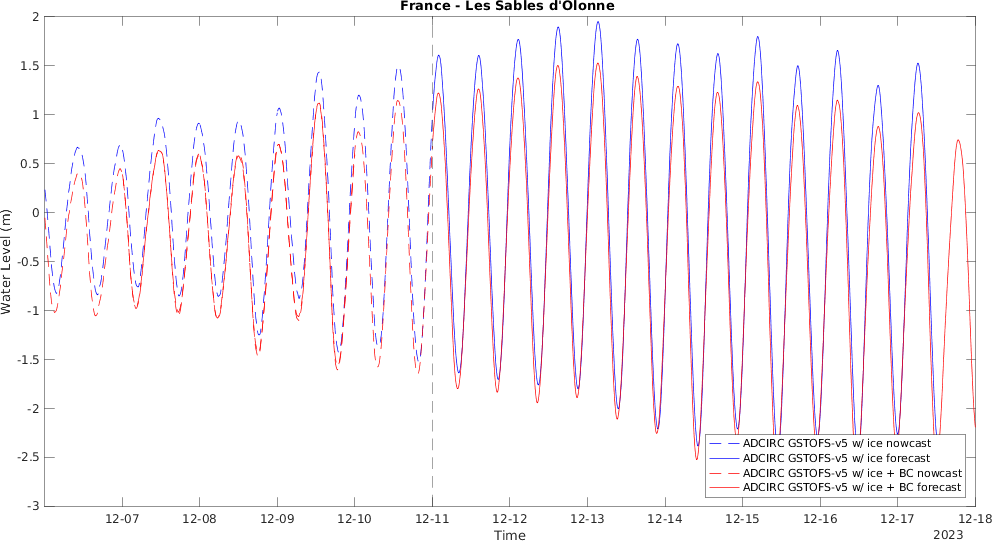 France - Les Sables d'Olonne
2
1.5
1
0.5
0
-0.5
-1
-1.5
-2
-2.5
-3
Water Level (m)
ADCIRC GSTOFS-v5 w/ ice nowcast
ADCIRC GSTOFS-v5 w/ ice forecast
ADCIRC GSTOFS-v5 w/ ice + BC nowcast
ADCIRC GSTOFS-v5 w/ ice + BC forecast
12-07 12-08 12-09 12-10 12-11 12-12 12-13 12-14 12-15 12-16 12-17 12-18
Time
2023